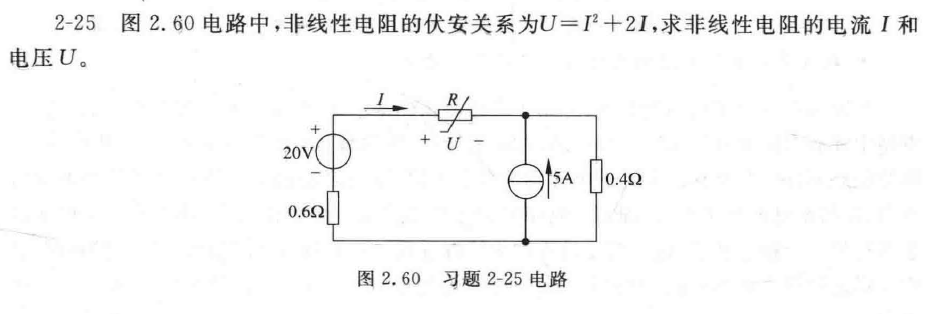 2-25 图 2.60 电路中,非线性电阻的伏安关系为U=I²+2I,求非线性电阻的电流 I 和
电压 U。
I
R
+ U -
+
20V
-
5A
0.4Ω
0.6Ω
图 2.60 习题 2-25 电路